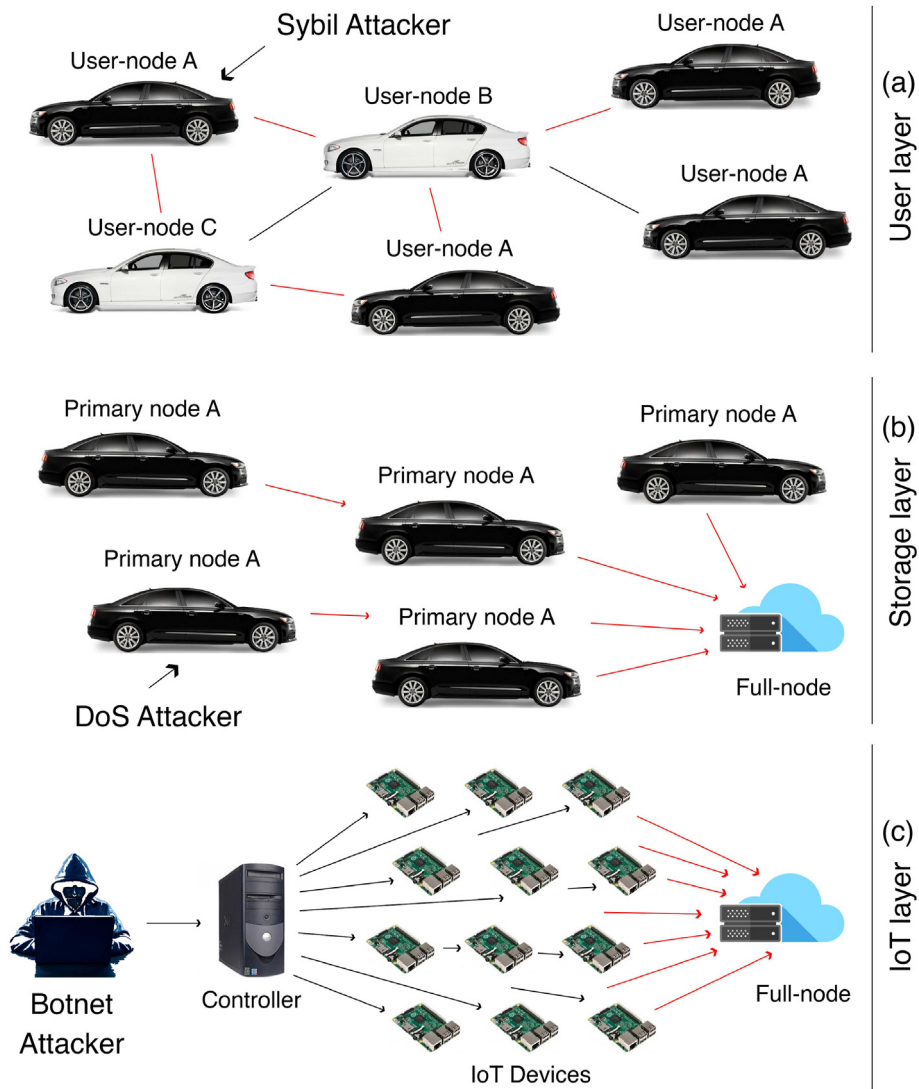 Sybil Attacker
User-node A
User-node A
User-node B
User-node A
User-node C
User-node A
(a)
User layer
Primary node A
Primary node A
Primary node A
Primary node A
Primary node A
DoS Attacker
Full-node
(b)
Storage layer
Botnet
Attacker
Controller
IoT Devices
Full-node
(c)
IoT layer